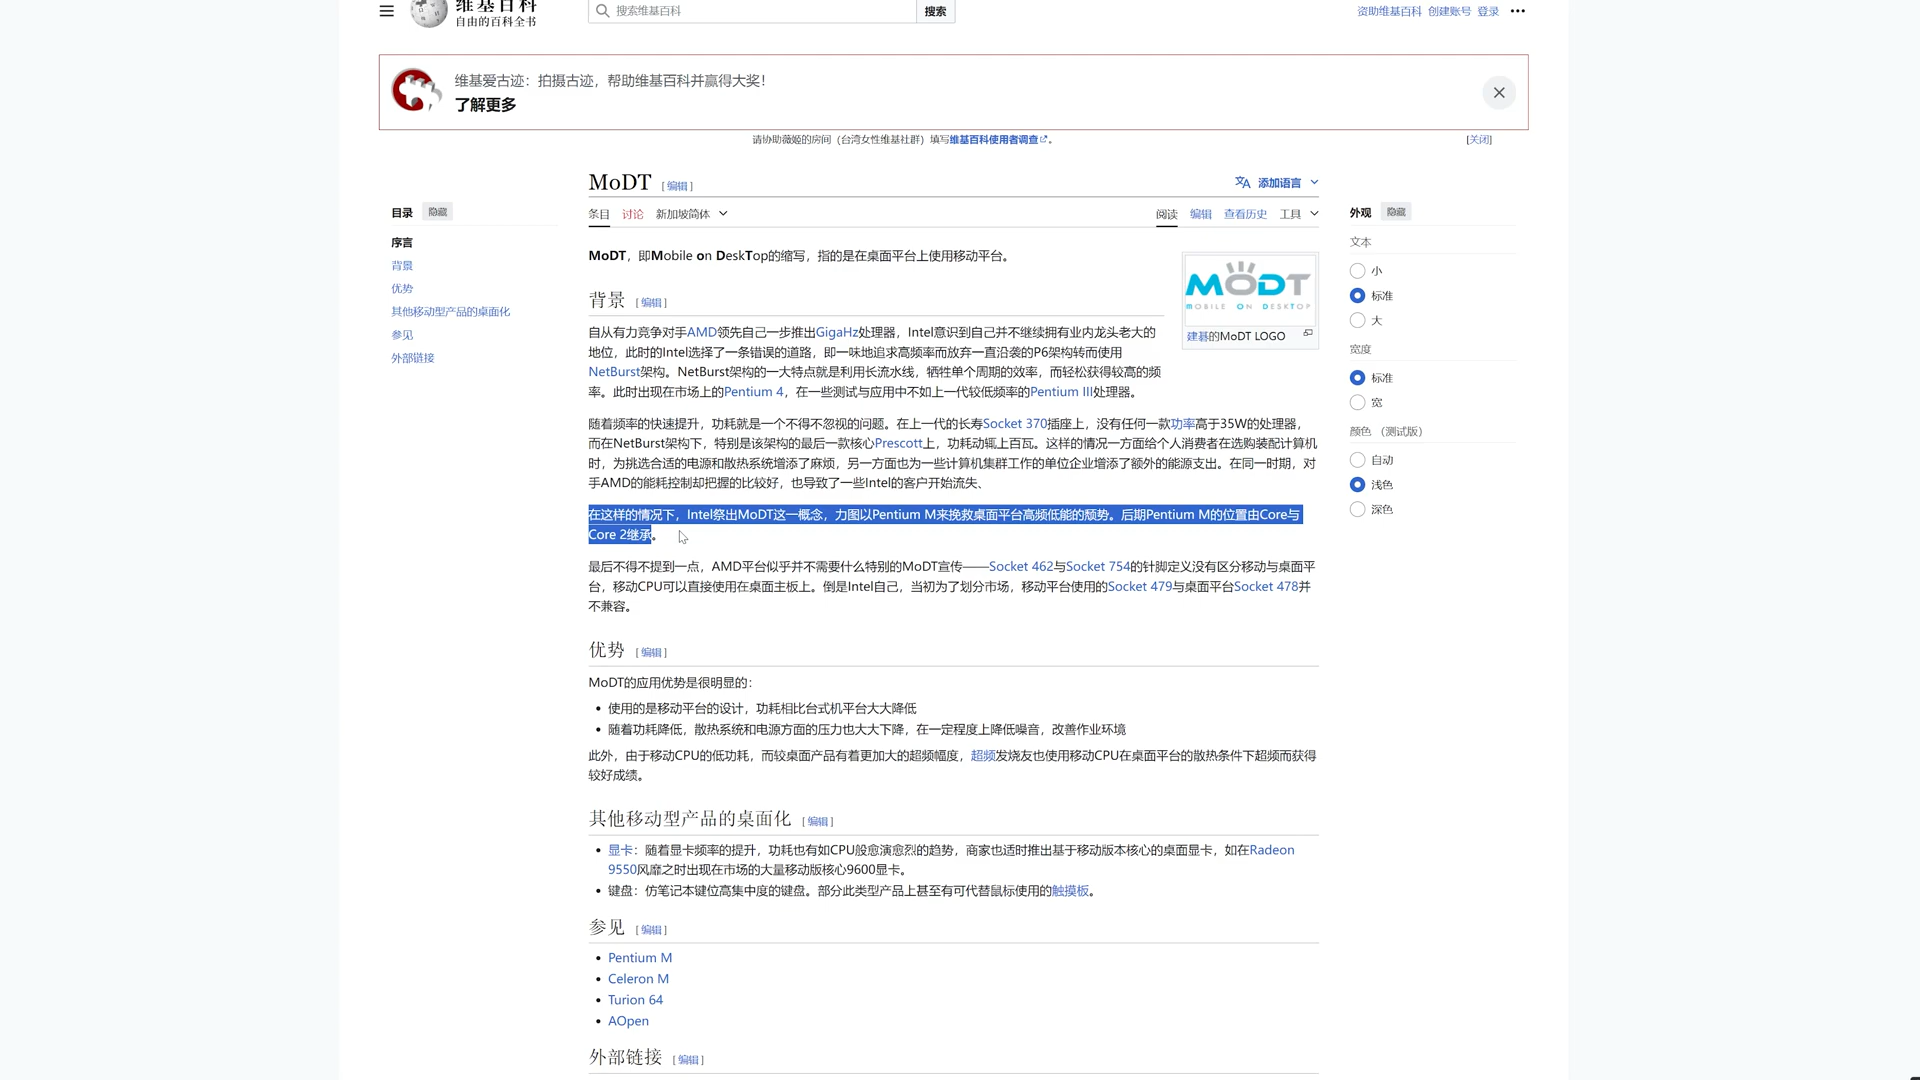 维基百科
自由的百科全书
搜索维基百科
搜索
资助维基百科 创建账号 登录
维基爱古迹：拍摄古迹，帮助维基百科并赢得大奖！
了解更多
请协助薇姬的房间（台湾女性维基社群）填写维基百科使用者调查。
[关闭]
MoDT [编辑]
添加语言
目录 隐藏
序言
背景
优势
其他移动型产品的桌面化
参见
外部链接
条目 讨论 新加坡简体
阅读 编辑 查看历史 工具
MoDT，即Mobile on DeskTop的缩写，指的是在桌面平台上使用移动平台。
MODT
MOBILE ON DESKTOP
建碁的MoDT LOGO
背景 [编辑]
自从有力竞争对手AMD领先自己一步推出GigaHz处理器，Intel意识到自己并不继续拥有业内龙头老大的
地位，此时的Intel选择了一条错误的道路，即一味地追求高频率而放弃一直沿袭的P6架构转而使用
NetBurst架构。NetBurst架构的一大特点就是利用长流水线，牺牲单个周期的效率，而轻松获得较高的频
率。此时出现在市场上的Pentium 4，在一些测试与应用中不如上一代较低频率的Pentium III处理器。
随着频率的快速提升，功耗就是一个不得不忽视的问题。在上一代的长寿Socket 370插座上，没有任何一款功率高于35W的处理器，
而在NetBurst架构下，特别是该架构的最后一款核心Prescott上，功耗动辄上百瓦。这样的情况一方面给个人消费者在选购装配计算机
时，为挑选合适的电源和散热系统增添了麻烦，另一方面也为一些计算机集群工作的单位企业增添了额外的能源支出。在同一时期，对
手AMD的能耗控制却把握的比较好，也导致了一些Intel的客户开始流失、
在这样的情况下，Intel祭出MoDT这一概念，力图以Pentium M来挽救桌面平台高频低能的颓势。后期Pentium M的位置由Core与
Core 2继承。
最后不得不提到一点，AMD平台似乎并不需要什么特别的MoDT宣传——Socket 462与Socket 754的针脚定义没有区分移动与桌面平
台，移动CPU可以直接使用在桌面主板上。倒是Intel自己，当初为了划分市场，移动平台使用的Socket 479与桌面平台Socket 478并
不兼容。
优势 [编辑]
MoDT的应用优势是很明显的：
使用的是移动平台的设计，功耗相比台式机平台大大降低
随着功耗降低，散热系统和电源方面的压力也大大下降，在一定程度上降低噪音，改善作业环境
此外，由于移动CPU的低功耗，而较桌面产品有着更加大的超频幅度，超频发烧友也使用移动CPU在桌面平台的散热条件下超频而获得
较好成绩。
其他移动型产品的桌面化 [编辑]
显卡：随着显卡频率的提升，功耗也有如CPU般愈演愈烈的趋势，商家也适时推出基于移动版本核心的桌面显卡，如在Radeon
9550风靡之时出现在市场的大量移动版核心9600显卡。
键盘：仿笔记本键位高集中度的键盘。部分此类型产品上甚至有可代替鼠标使用的触摸板。
参见 [编辑]
Pentium M
Celeron M
Turion 64
AOpen
外部链接 [编辑]
外观 隐藏
文本
小
标准
大
宽度
标准
宽
颜色 （测试版）
自动
浅色
深色